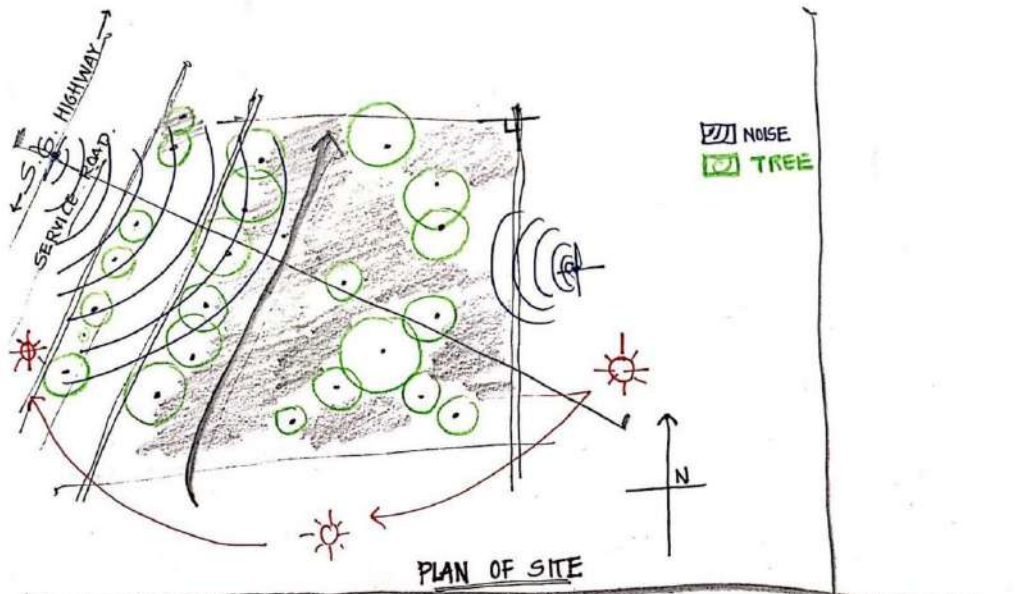 S.G. HIGHWAY
SERVICE ROAD.
NOISE
TREE
N
PLAN OF SITE